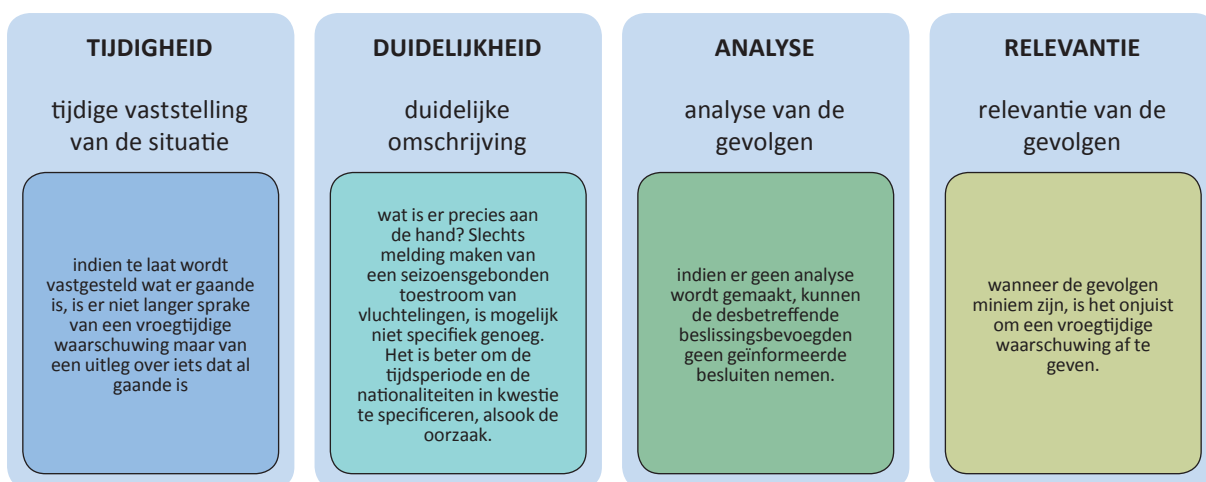 TIJDIGHEID
tijdige vaststelling
van de situatie
indien te laat wordt
vastgesteld wat er gaande
is, is er niet langer sprake
van een vroegtijdige
waarschuwing maar van
een uitleg over iets dat al
gaande is
DUIDELIJKHEID
duidelijke
omschrijving
wat is er precies aan
de hand? Slechts
melding maken van
een seizoensgebonden
toestroom van
vluchtelingen, is mogelijk
niet specifiek genoeg.
Het is beter om de
tijdsperiode en de
nationaliteiten in kwestie
te specificeren, alsook de
oorzaak.
ANALYSE
analyse van de
gevolgen
indien er geen analyse
wordt gemaakt, kunnen
de desbetreffende
beslissingsbevoegden
geen geïnformeerde
besluiten nemen.
RELEVANTIE
relevantie van de
gevolgen
wanneer de gevolgen
miniem zijn, is het onjuist
om een vroegtijdige
waarschuwing af te
geven.